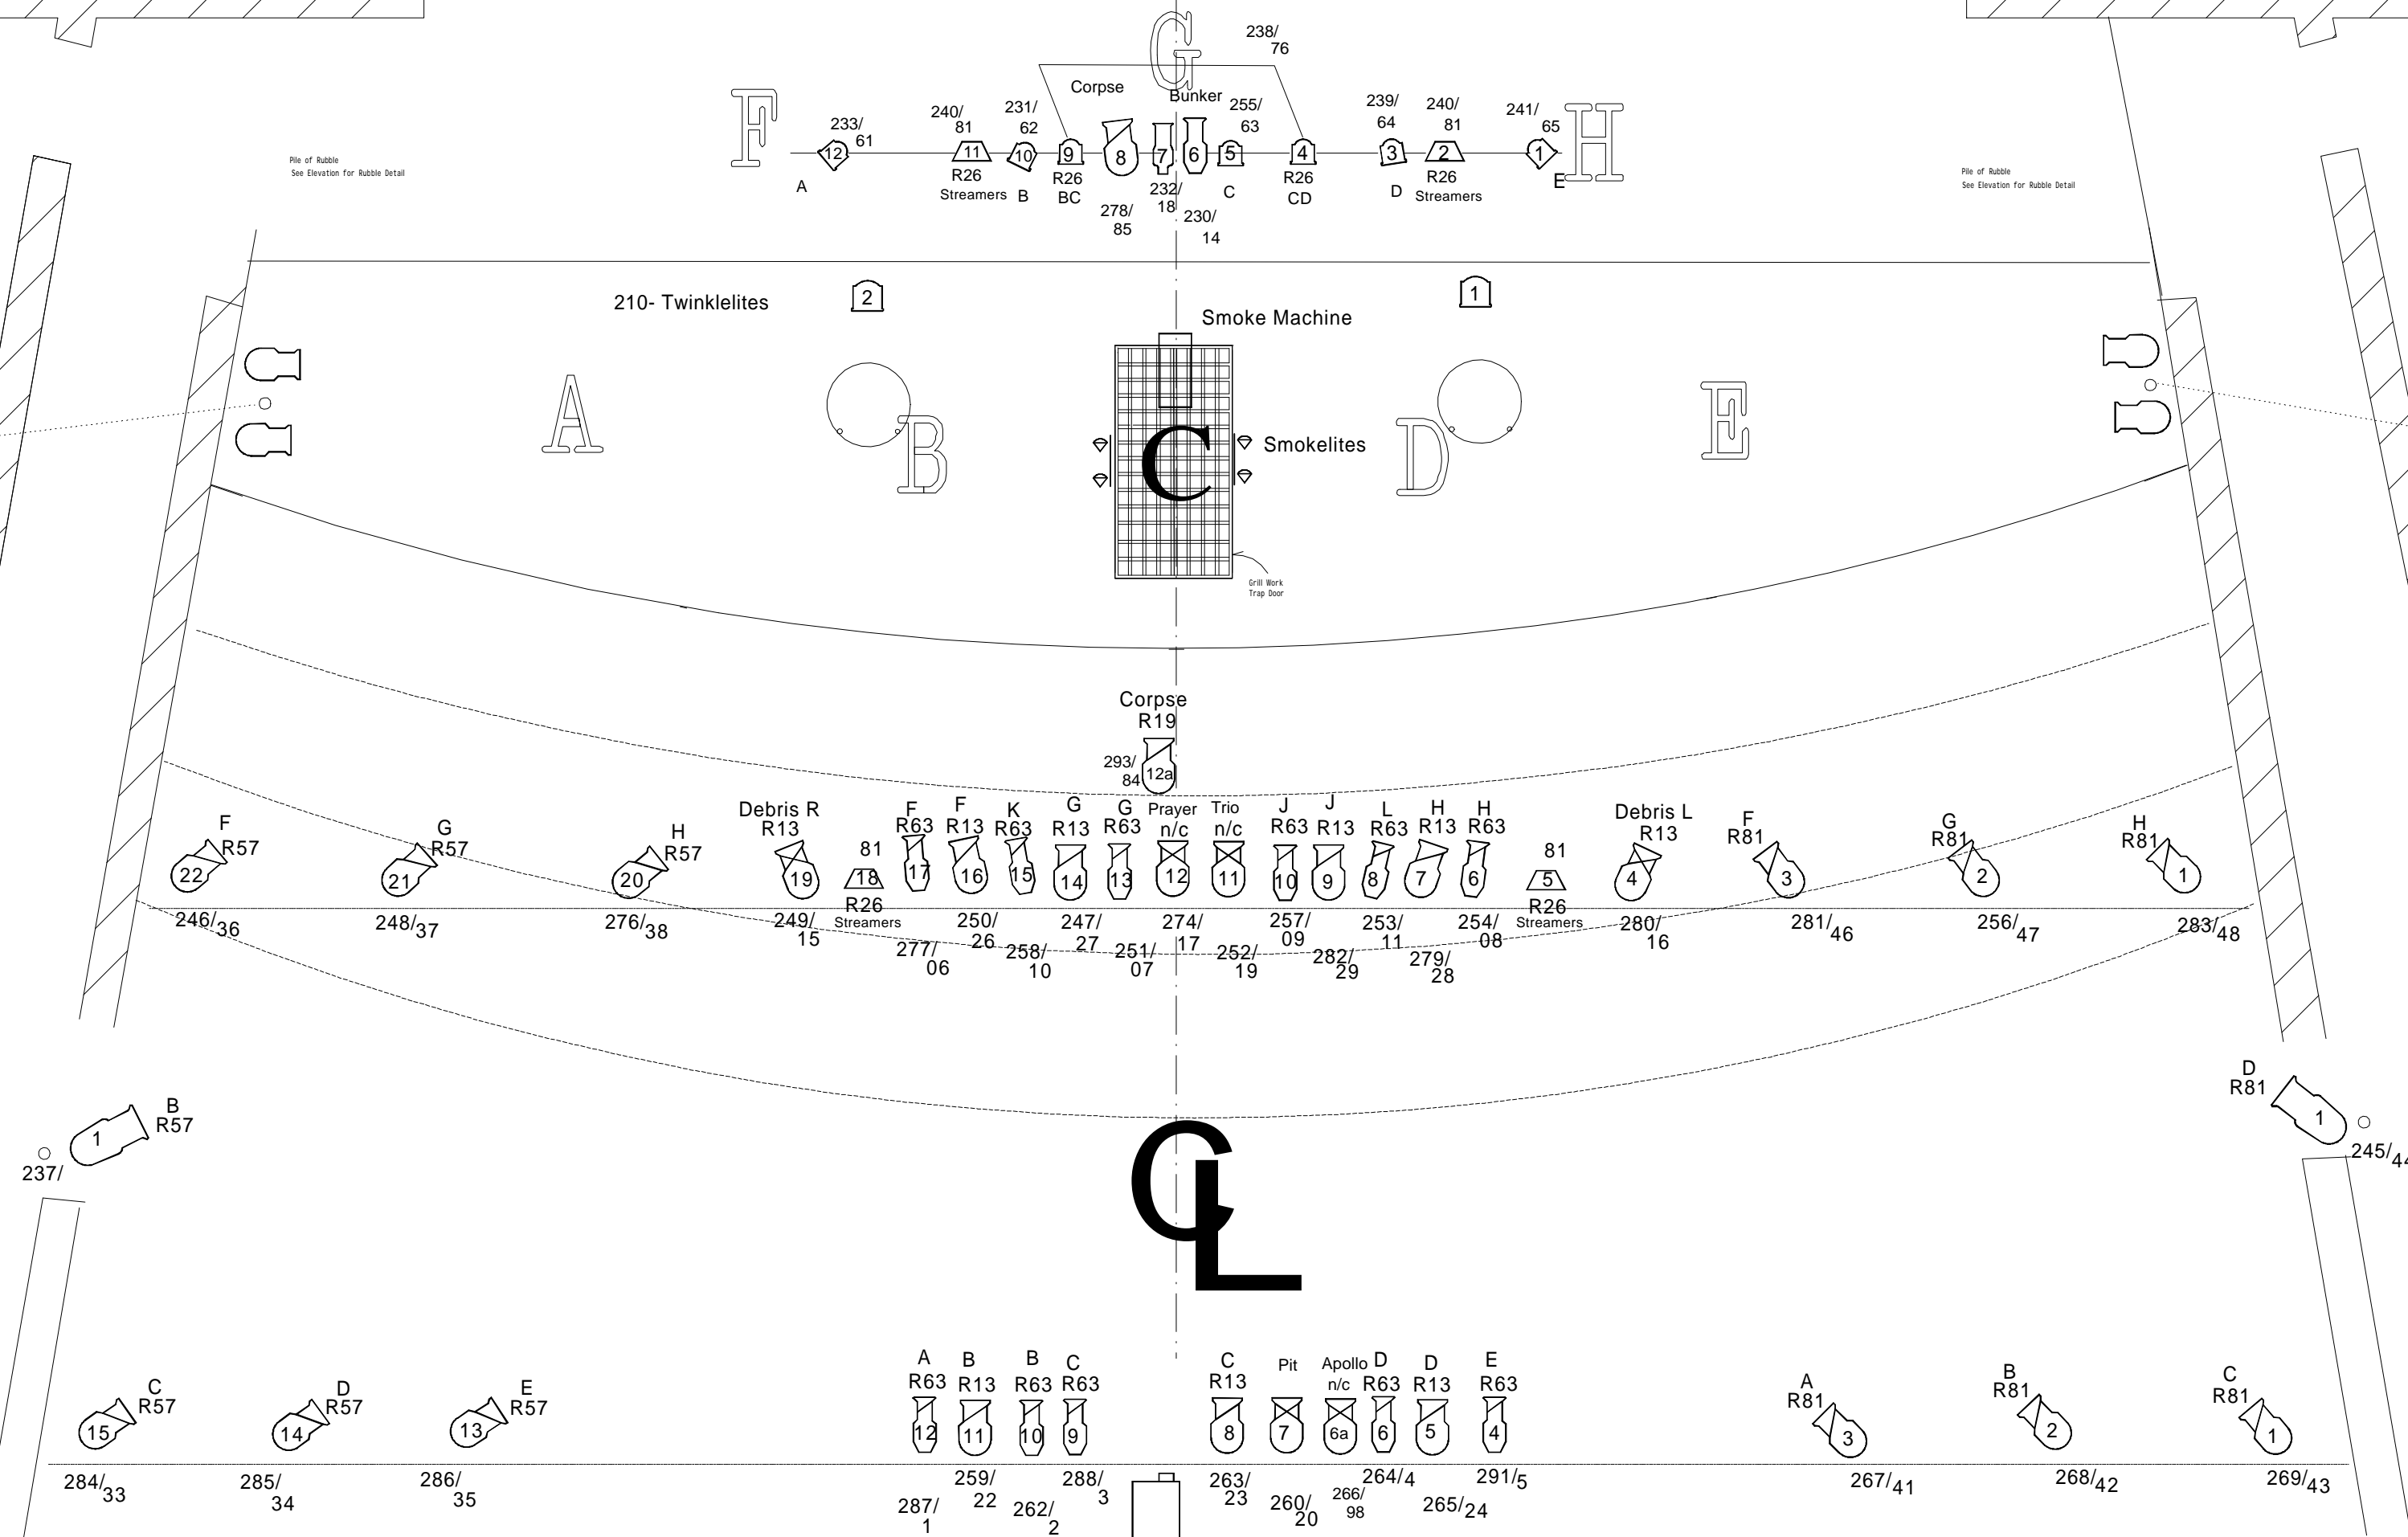 G
238/
76
Corpse
Bunker
F
H
233/
61
240/
81
231/
62
255/
63
239/
64
240/
81
241/
65
12
11
10
9
8
7
6
5
4
3
2
1
A
R26
Streamers
B
R26
BC
278/
85
232/
18
230/
14
C
R26
CD
D
R26
Streamers
E
Pile of Rubble
See Elevation for Rubble Detail
Pile of Rubble
See Elevation for Rubble Detail
210- Twinklelites
2
1
Smoke Machine
A
B
C
D
E
Smokelites
Grill Work
Trap Door
Corpse
R19
293/
84
12a
F
R57
22
G
R57
21
H
R57
20
Debris R
R13
19
81
18
R26
Streamers
F
R63
17
F
R13
16
K
R63
15
G
R13
14
G
R63
13
Prayer
n/c
12
Trio
n/c
11
J
R63
10
J
R13
9
L
R63
8
H
R13
7
H
R63
6
81
5
R26
Streamers
Debris L
R13
4
F
R81
3
G
R81
2
H
R81
1
246/36
248/37
276/38
249/
15
277/
06
250/
26
258/
10
247/
27
251/
07
274/
17
252/
19
257/
09
282/
29
253/
11
279/
28
254/
08
280/
16
281/46
256/47
283/48
B
R57
1
237/
D
R81
1
245/44
CL
C
R57
15
D
R57
14
E
R57
13
A
R63
12
B
R13
11
B
R63
10
C
R63
9
C
R13
8
Pit
7
Apollo
n/c
6a
D
R63
6
D
R13
5
E
R63
4
A
R81
3
B
R81
2
C
R81
1
284/33
285/
34
286/
35
287/
1
259/
22
262/
2
288/
3
263/
23
260/
20
266/
98
264/4
265/24
291/5
267/41
268/42
269/43